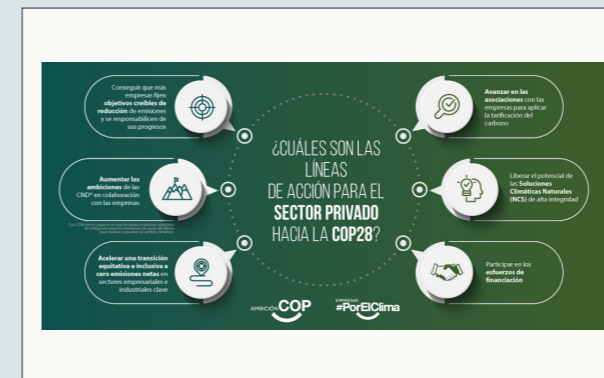 Conseguir que más
empresas fijen
objetivos creíbles de
reducción de emisiones
y se responsabilicen de
sus progresos
Aumentar las
ambiciones de las
CND* en colaboración
con las empresas
Acelerar una transición
equitativa e inclusiva a
cero emisiones netas en
sectores empresariales e
industriales clave
¿CUÁLES SON LAS
LÍNEAS
DE ACCIÓN PARA EL
SECTOR PRIVADO
HACIA LA COP28?
Avanzar en las
asociaciones con las
empresas para aplicar
la tarificación del
carbono
Liberar el potencial de
las Soluciones
Climáticas Naturales
(NCS) de alta integridad
Participar en los
esfuerzos de
financiación
AMBICIÓN COP
EMPRESAS
#PorElClima